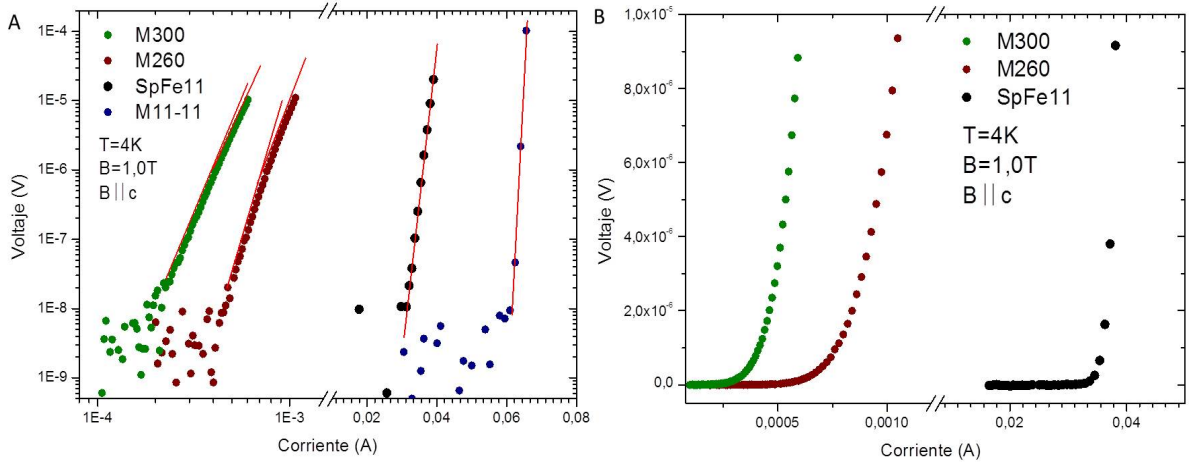 A
M300
M260
SpFe11
M11-11
T=4K
B=1,0T
B||c
1E-4
1E-5
1E-6
1E-7
1E-8
1E-9
Voltaje (V)
1E-4
1E-3
0,02
0,04
0,06
0,08
Corriente (A)
B
M300
M260
SpFe11
T=4K
B=1,0T
B||c
1,0x10⁻⁵
8,0x10⁻⁶
6,0x10⁻⁶
4,0x10⁻⁶
2,0x10⁻⁶
0,0
Voltaje (V)
0,0005
0,0010
0,02
0,04
Corriente (A)